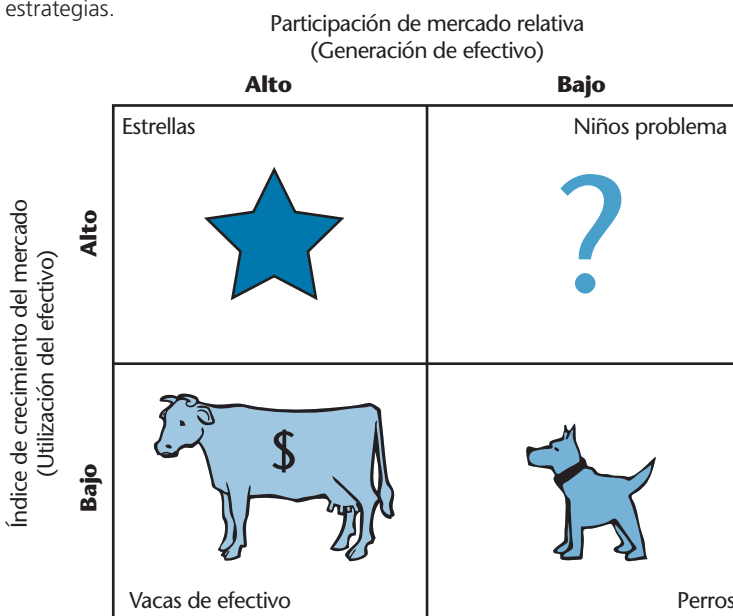 estrategias.
Participación de mercado relativa
(Generación de efectivo)
Alto
Bajo
Estrellas
Niños problema
?
Índice de crecimiento del mercado
(Utilización del efectivo)
Alto
Bajo
$
Vacas de efectivo
Perros